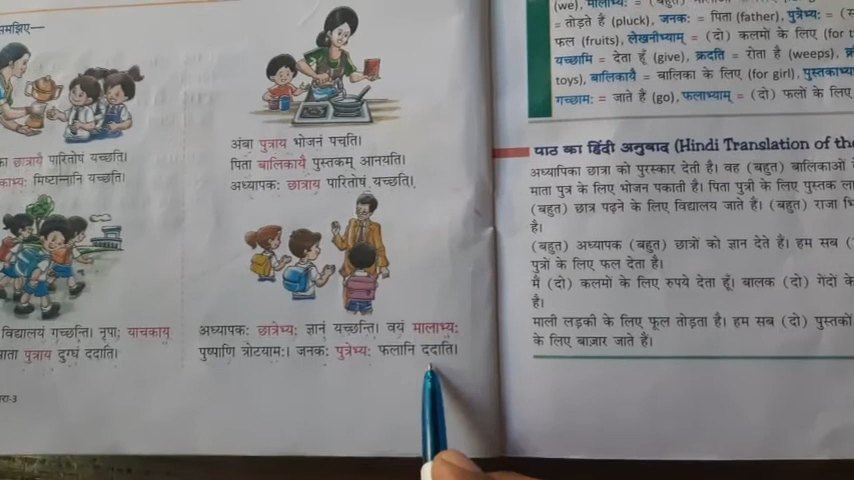 समझिए—
छात्रायै पारितोषं यच्छति।
मिष्टान्नानि यच्छति।
विद्यालयं गच्छन्ति। नृपाः याचकाय
पुत्राय दुग्धं ददाति।
अंबा पुत्राय भोजनं पचति।
पिता बालिकायै पुस्तकम् आनयति।
अध्यापकः छात्राय पारितोषं यच्छति।
अध्यापकः छात्रेभ्यः ज्ञानं यच्छन्ति। वयं मालाभ्यः
पुष्पाणि त्रोटयामः। जनकः पुत्रेभ्यः फलानि ददाति।
(we), मालाभ्यः = (बहुत)
= तोड़ते हैं (pluck), जनकः = पिता (father), पुत्रेभ्यः =
फल (fruits), लेखनीभ्याम् = (दो) कलमों के लिए (for
यच्छामि = देता हूँ (give), क्रदति = रोता है (weeps),
toys), बालिकायै = बालिका के लिए (for girl),
गच्छामः = जाते है (go), फलाभ्याम् = (दो) फलों के लिए
पाठ का हिंदी अनुवाद (Hindi Translation of the
अध्यापिका छात्रा को पुरस्कार देती है। वह (बहुत) बालिकाओं
माता पुत्र के लिए भोजन पकाती है। पिता पुत्री के लिए पुस्तक
(बहुत) छात्र पढ़ने के लिए विद्यालय जाते हैं। (बहुत) राजा
है।
(बहुत) अध्यापक (बहुत) छात्रों को ज्ञान देते हैं। हम सब
पुत्रों के लिए फल देता है।
मैं (दो) कलमों के लिए रुपये देता हूँ। बालक (दो) गेंदों के
है।
माली लड़की के लिए फूल तोड़ता है। हम सब (दो) पुस्तकों
के लिए बाज़ार जाते हैं।